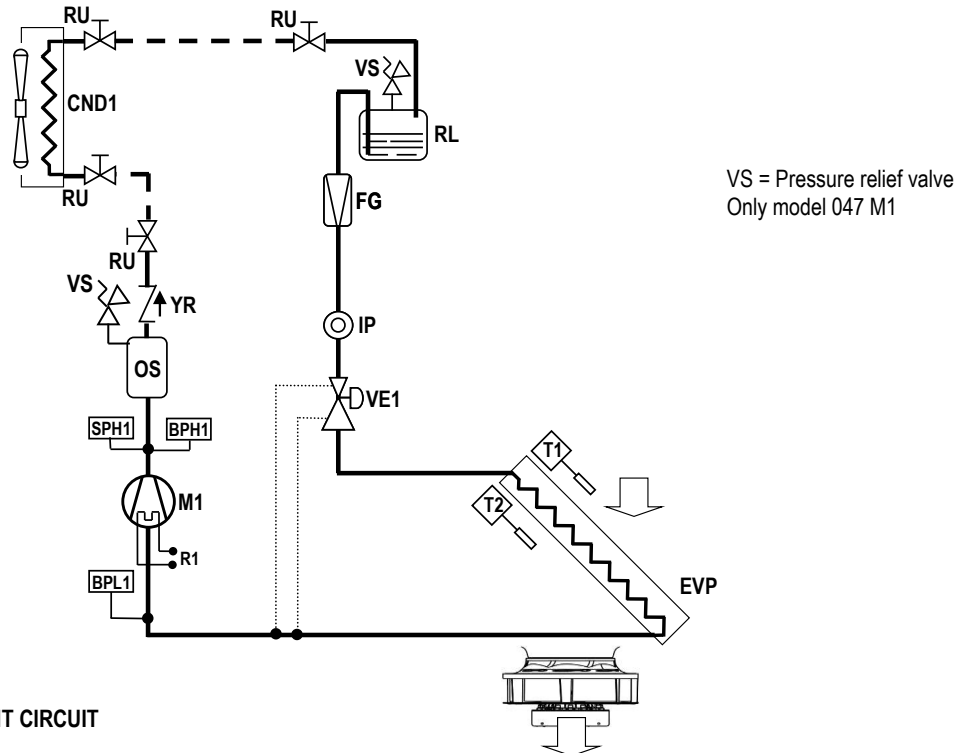 RU
RU
VS
CND1
RL
VS = Pressure relief valve
Only model 047 M1
RU
FG
RU
VS
YR
IP
OS
VE1
SPH1
BPH1
T1
M1
T2
R1
BPL1
EVP
T CIRCUIT